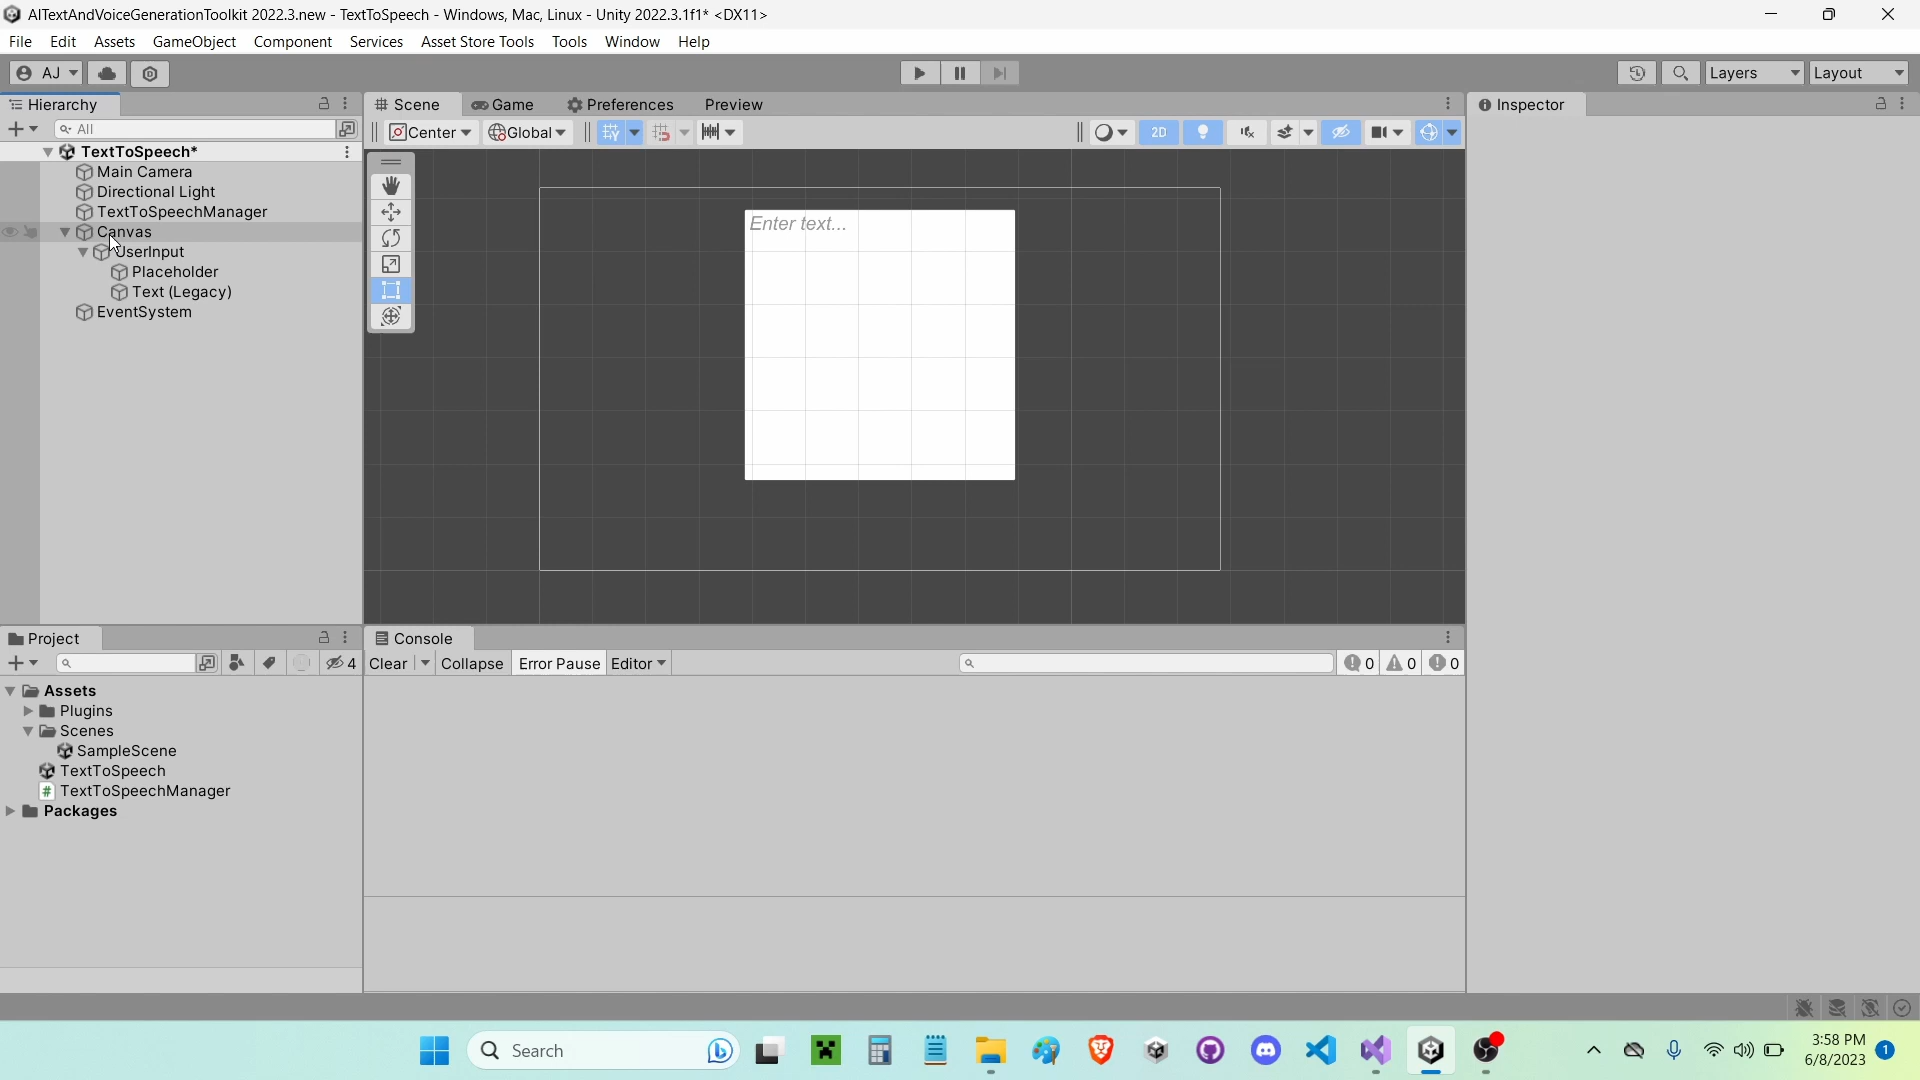 AITextAndVoiceGenerationToolkit 2022.3.new - TextToSpeech - Windows, Mac, Linux - Unity 2022.3.1f1* <DX11>
File Edit Assets GameObject Component Services Asset Store Tools Tools Window Help
AJ
Layers
Layout
Hierarchy
Scene
Game
Preferences
Preview
Inspector
All
Center
Global
2D
TextToSpeech*
Main Camera
Directional Light
TextToSpeechManager
Canvas
UserInput
Placeholder
Text (Legacy)
EventSystem
Enter text...
Project
Console
4
Clear
Collapse
Error Pause
Editor
0
0
0
Assets
Plugins
Scenes
SampleScene
TextToSpeech
TextToSpeechManager
Packages
Search
3:58 PM
6/8/2023
1